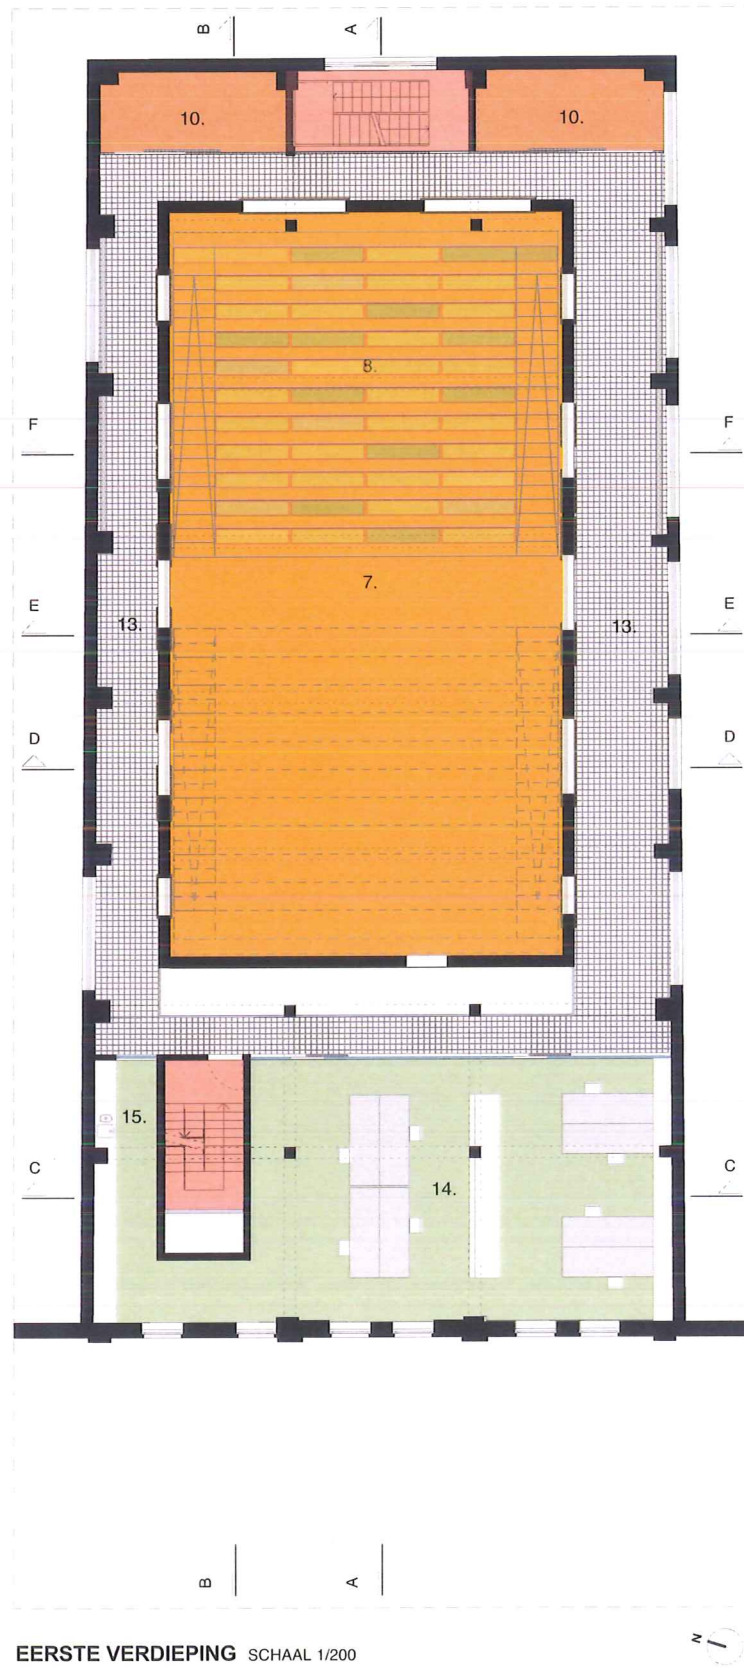 B A
10. 10.
8.
F F
7.
E E
13. 13.
D D
15.
C C
14.
B A
N
EERSTE VERDIEPING SCHAAL 1/200